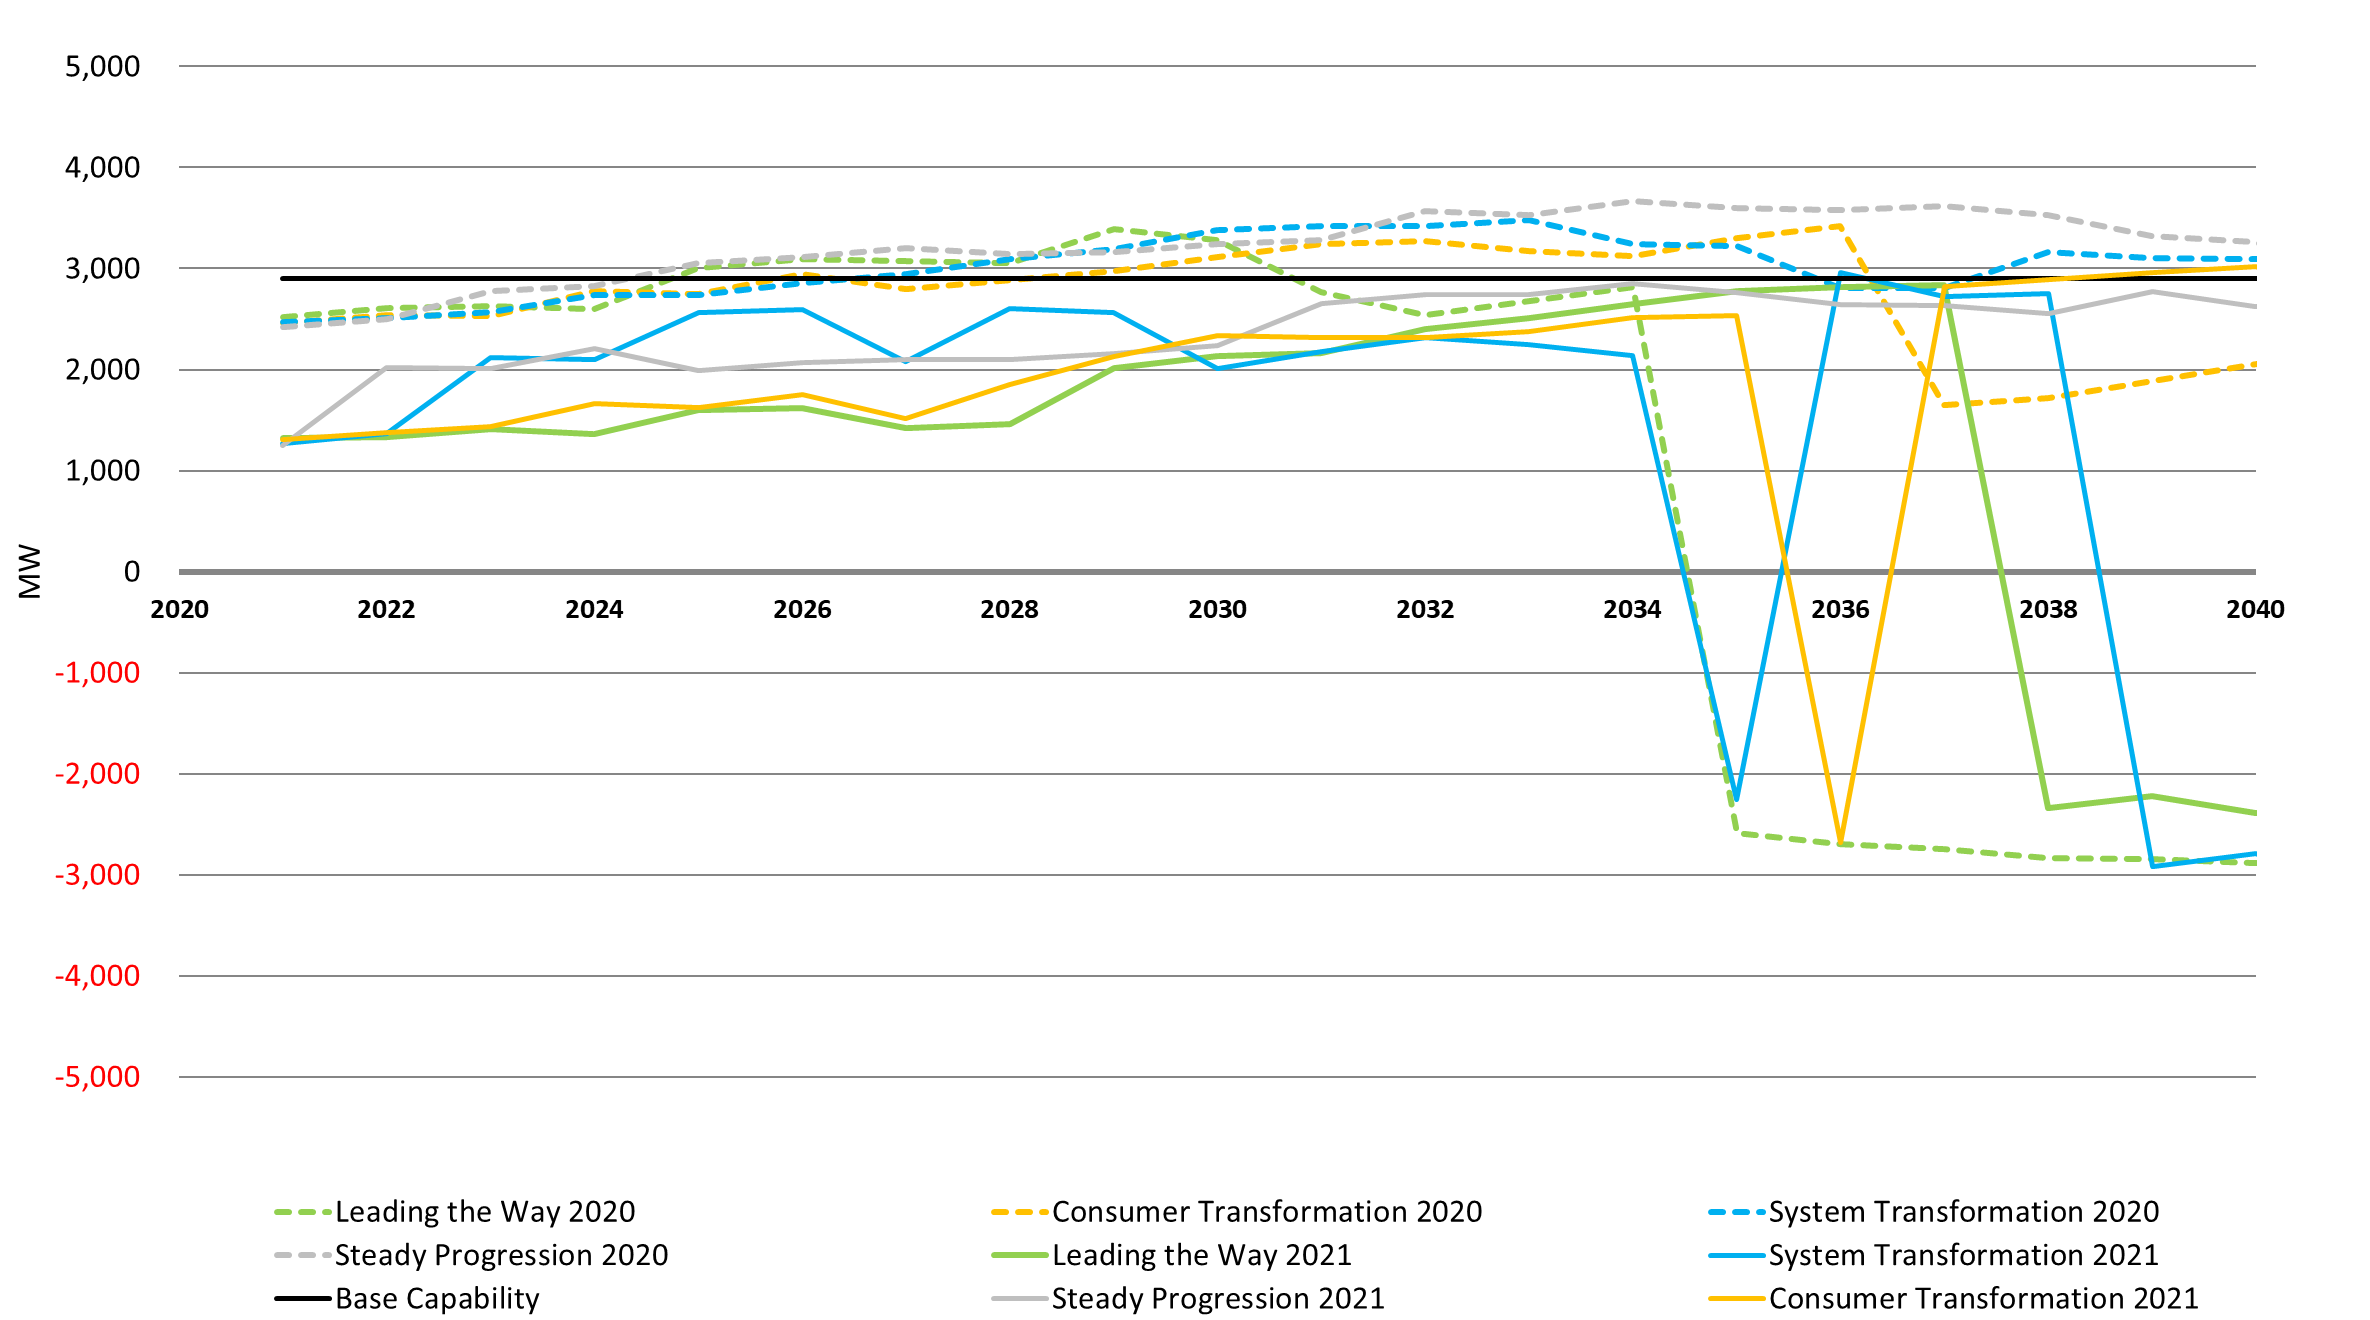 5,000
4,000
3,000
2,000
1,000
0
-1,000
-2,000
-3,000
-4,000
-5,000
MW
2020 2022 2024 2026 2028 2030 2032 2034 2036 2038 2040
Leading the Way 2020 Consumer Transformation 2020 System Transformation 2020
Steady Progression 2020 Leading the Way 2021 System Transformation 2021
Base Capability Steady Progression 2021 Consumer Transformation 2021